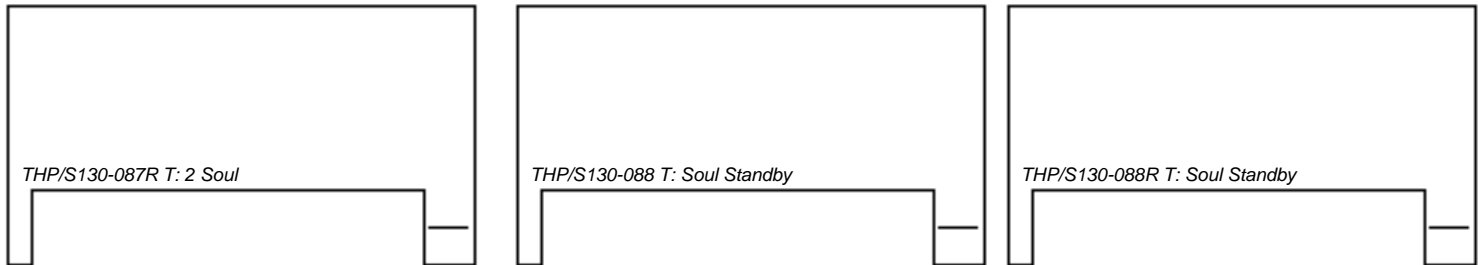 THP/S130-087R T: 2 Soul
THP/S130-088 T: Soul Standby
THP/S130-088R T: Soul Standby